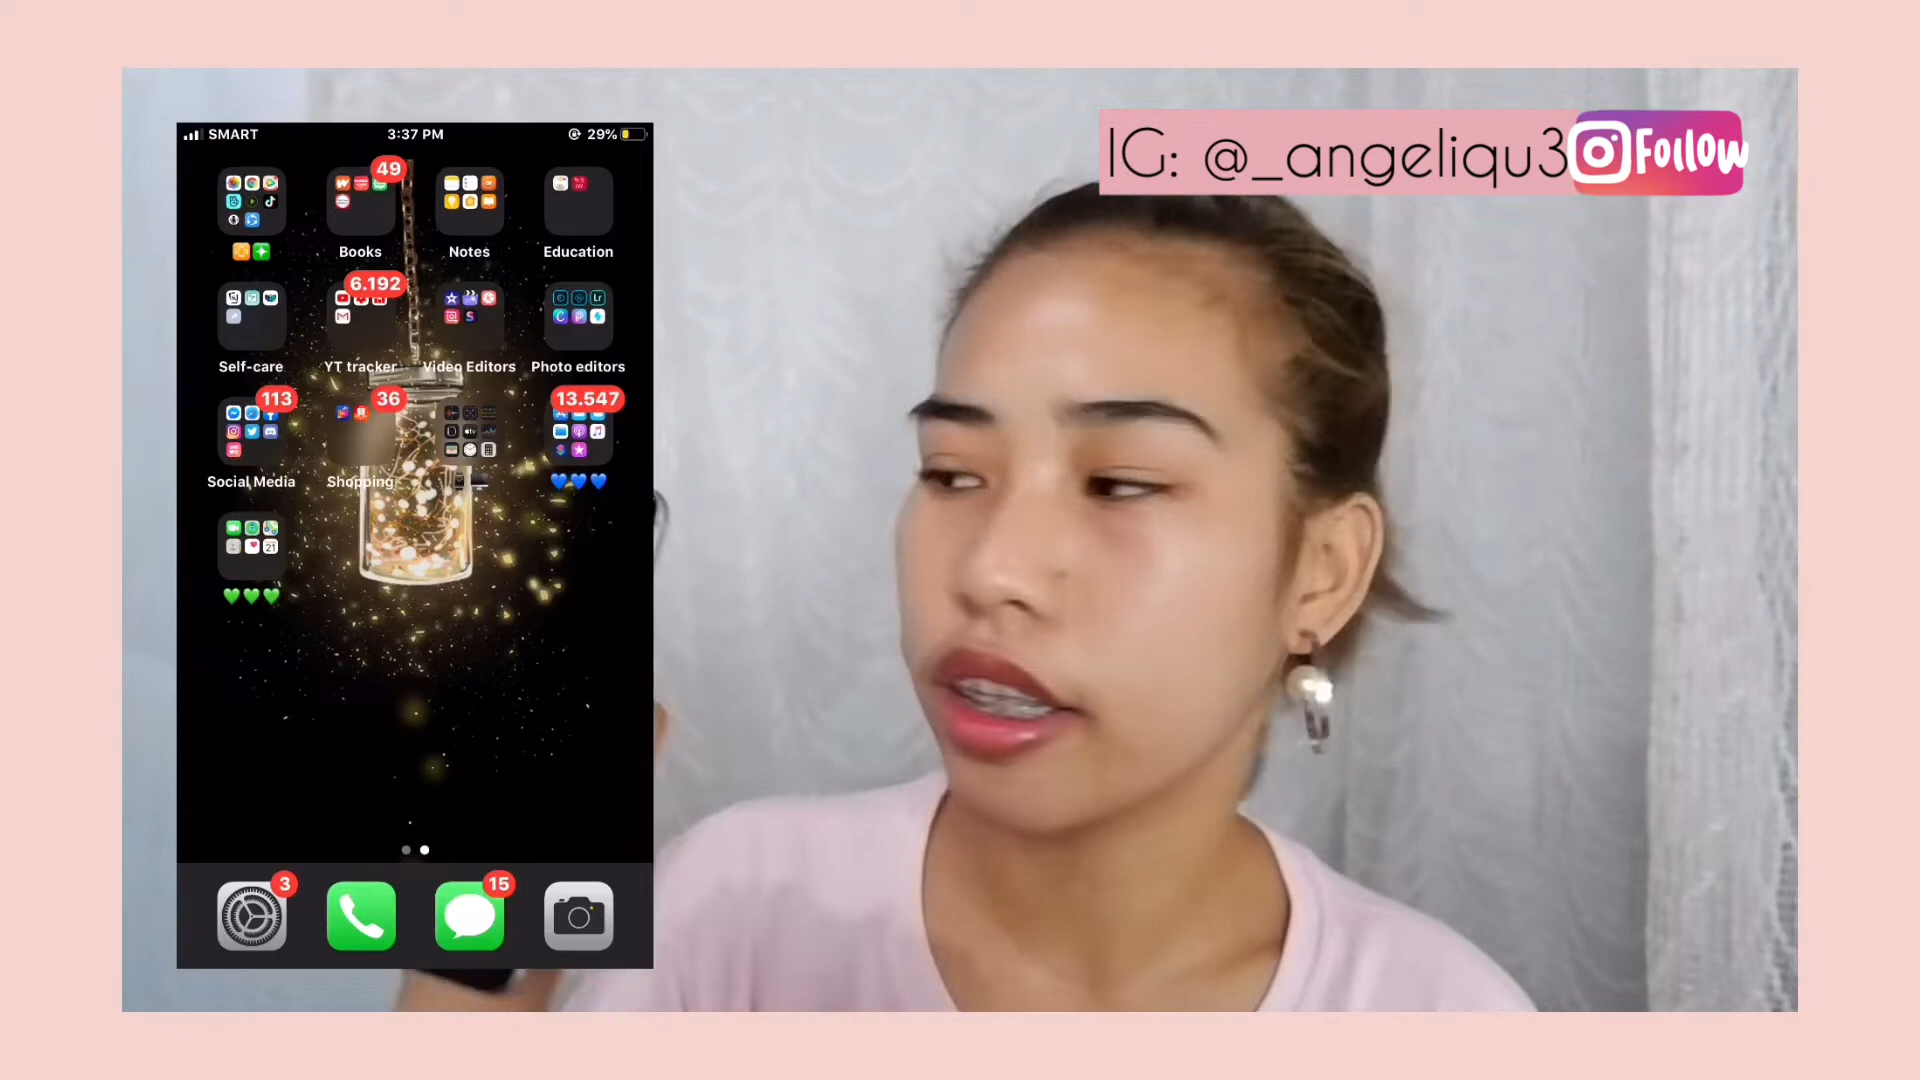 IG: @_angeliqu3 Follow
SMART 3:37 PM 29%
49
Books Notes Education
6.192
Self-care YT tracker Video Editors Photo editors
113 36 13.547
Social Media Shopping
21
3 15